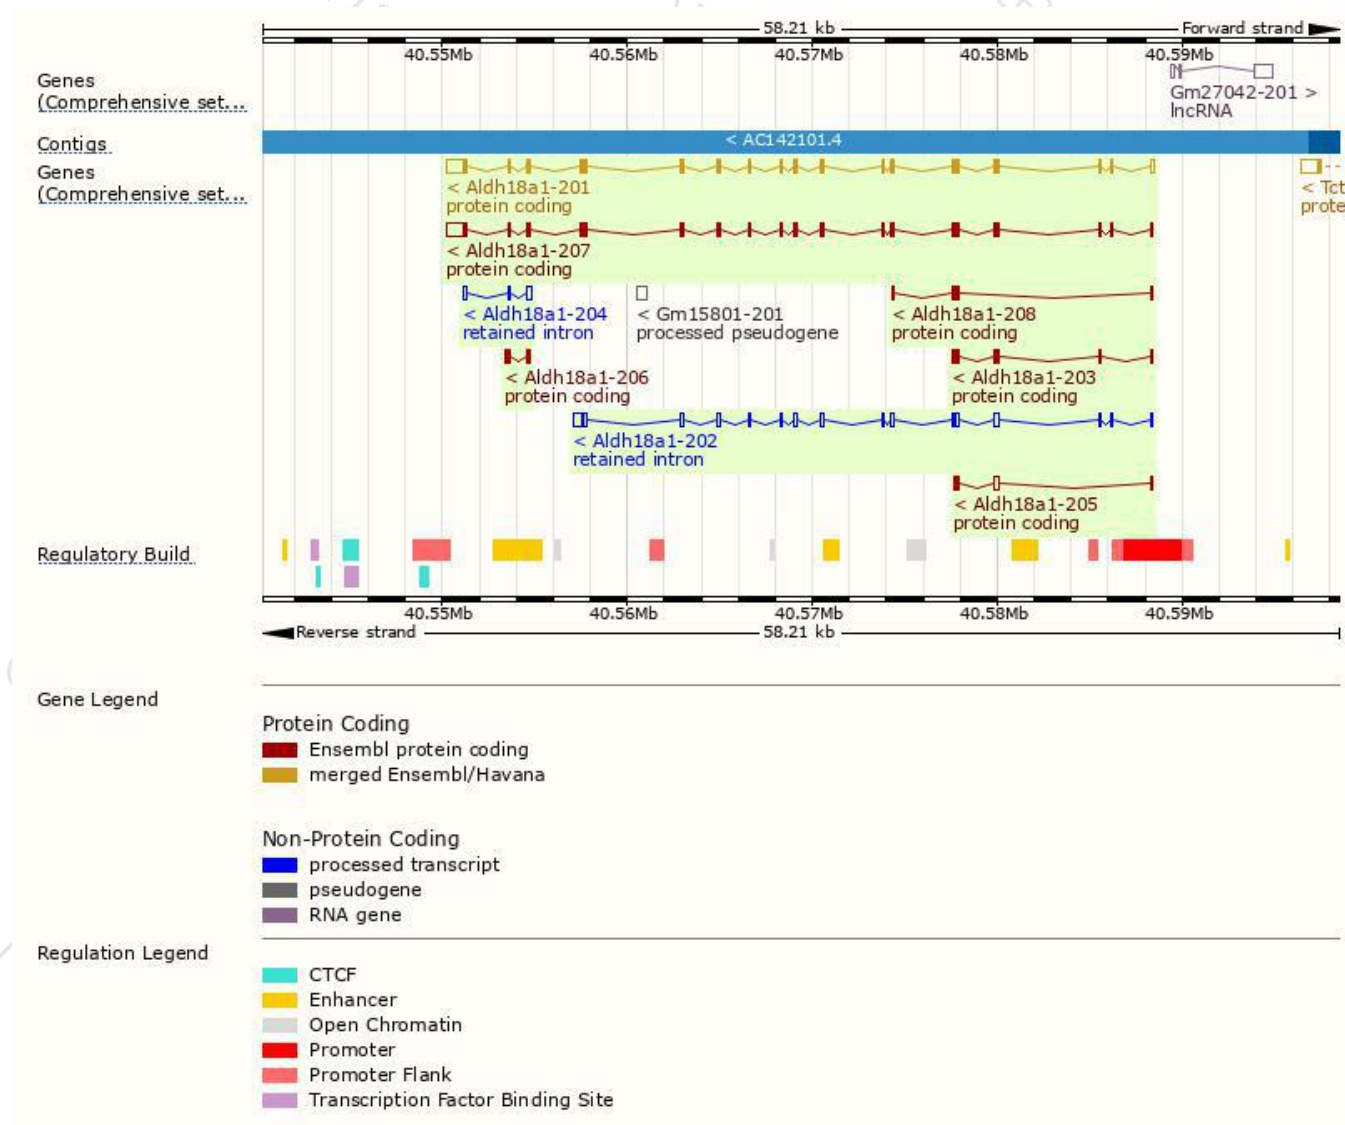 58.21 kb
Forward strand
40.55Mb 40.56Mb 40.57Mb 40.58Mb 40.59Mb
Genes
(Comprehensive set...
Gm27042-201 >
lncRNA
Contigs
< AC142101.4
Genes
(Comprehensive set...
< Aldh18a1-201
protein coding
< Tct
prote
< Aldh18a1-207
protein coding
< Aldh18a1-204
retained intron
< Gm15801-201
processed pseudogene
< Aldh18a1-208
protein coding
< Aldh18a1-206
protein coding
< Aldh18a1-203
protein coding
< Aldh18a1-202
retained intron
< Aldh18a1-205
protein coding
Regulatory Build
40.55Mb 40.56Mb 40.57Mb 40.58Mb 40.59Mb
Reverse strand
58.21 kb
Gene Legend
Protein Coding
Ensembl protein coding
merged Ensembl/Havana
Non-Protein Coding
processed transcript
pseudogene
RNA gene
Regulation Legend
CTCF
Enhancer
Open Chromatin
Promoter
Promoter Flank
Transcription Factor Binding Site